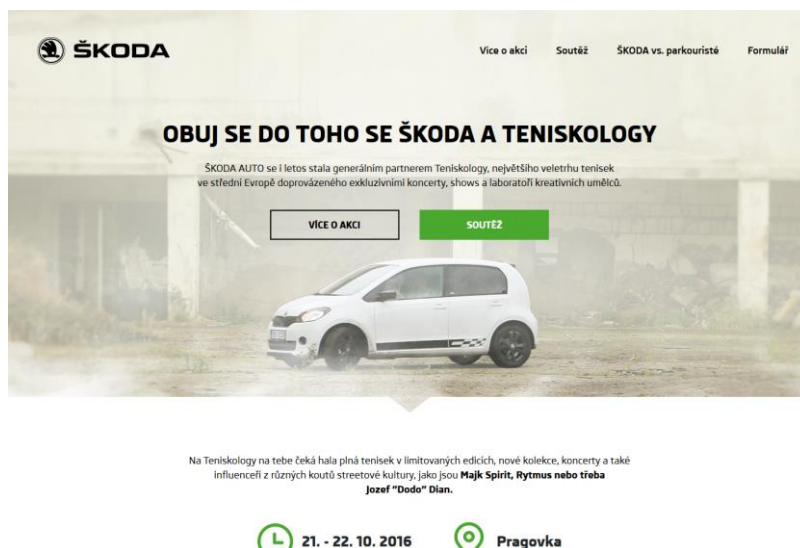 ŠKODA
Více o akci
Soutěž
ŠKODA vs. parkouristé
Formulář
OBUJ SE DO TOHO SE ŠKODA A TENISKOLOGY
ŠKODA AUTO se i letos stala generálním partnerem Teniskology, největšího veletrhu tenisek
ve střední Evropě doprovázeného exkluzivními koncerty, shows a laboratoří kreativních umělců.
VÍCE O AKCI
SOUTĚŽ
Na Teniskology na tebe čeká hala plná tenisek v limitovaných edicích, nové kolekce, koncerty a také
influenceři z různých koutů streetové kultury, jako jsou Majk Spirit, Rytmus nebo třeba
Jozef "Dodo" Dian.
21. - 22. 10. 2016
Pragovka